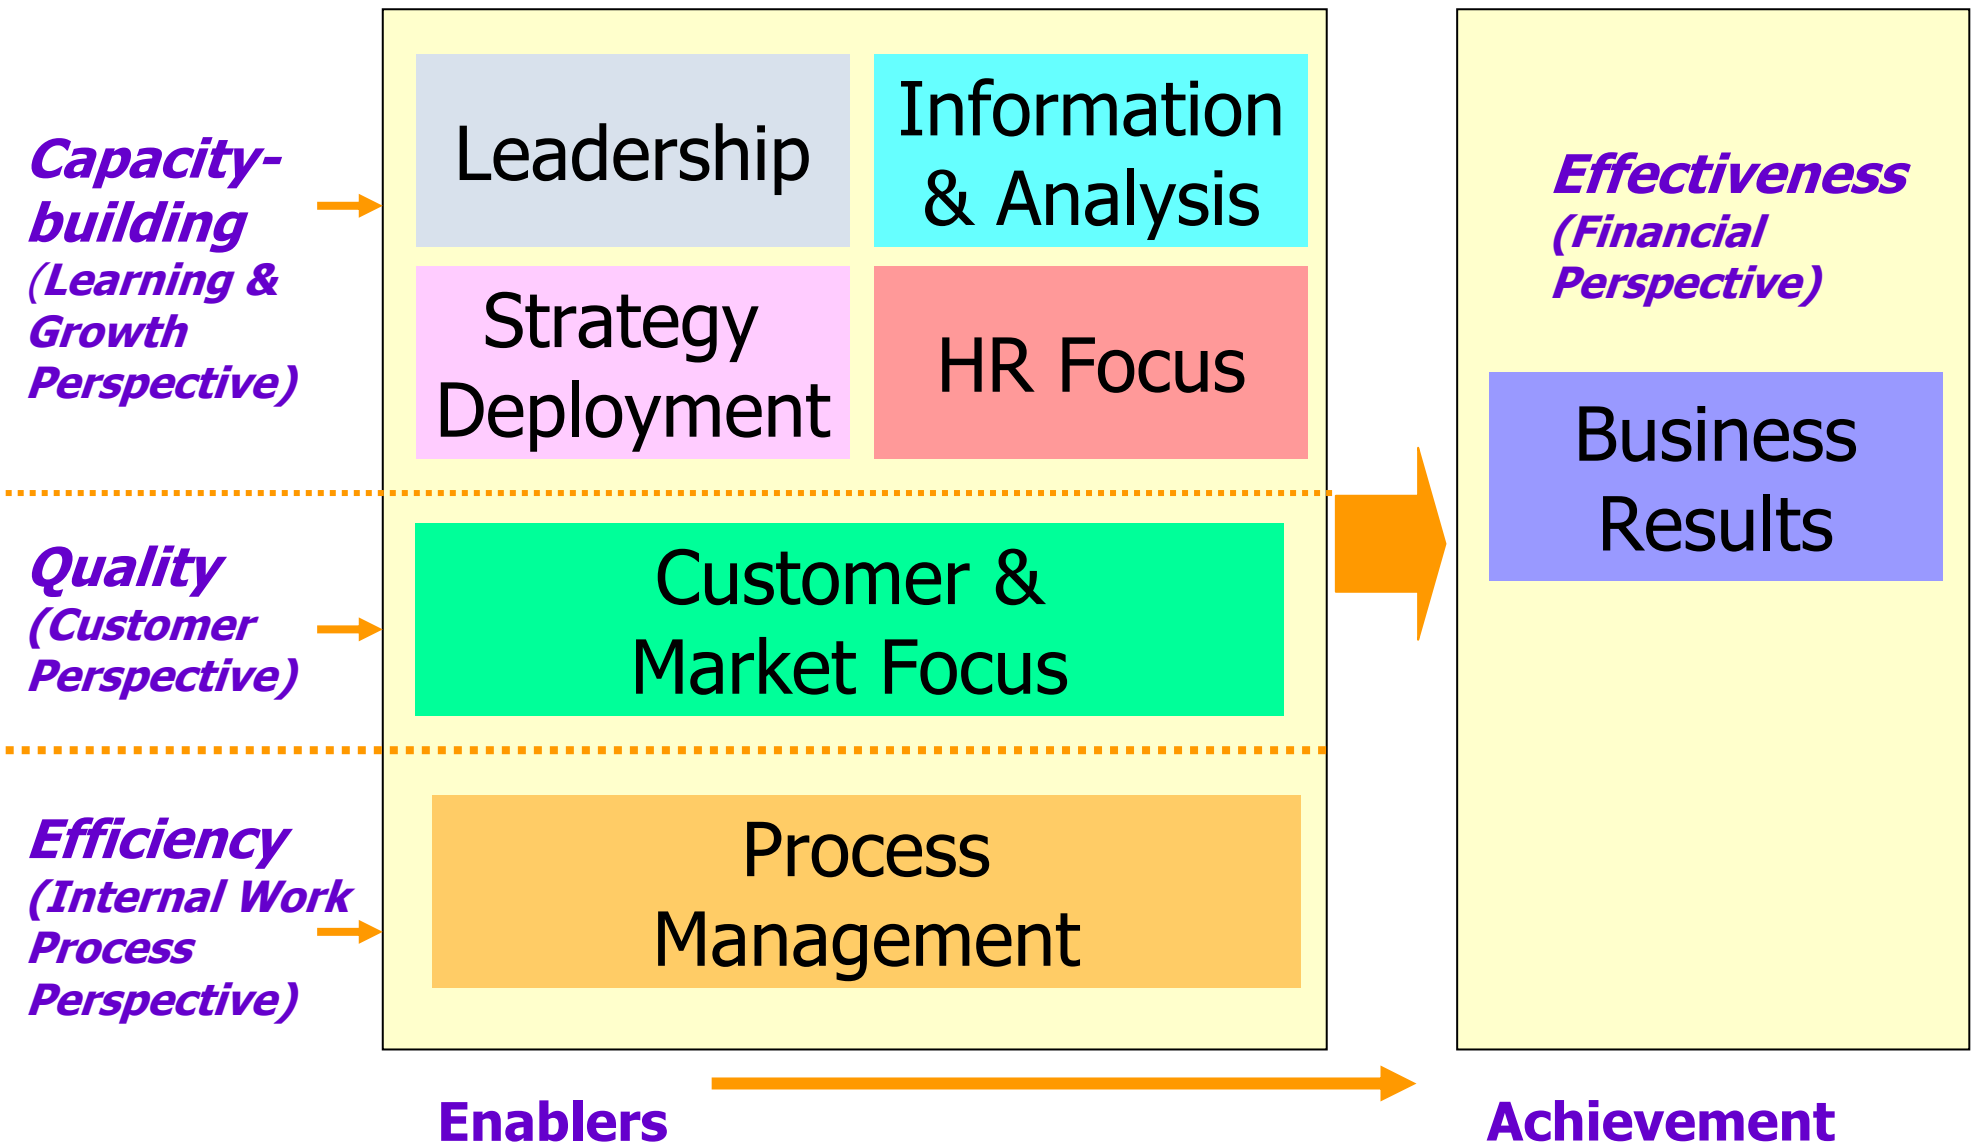 Capacity-
building
(Learning &
Growth
Perspective)
Leadership
Information
& Analysis
Strategy
Deployment
HR Focus
Quality
(Customer
Perspective)
Customer &
Market Focus
Efficiency
(Internal Work
Process
Perspective)
Process
Management
Effectiveness
(Financial
Perspective)
Business
Results
Enablers
Achievement